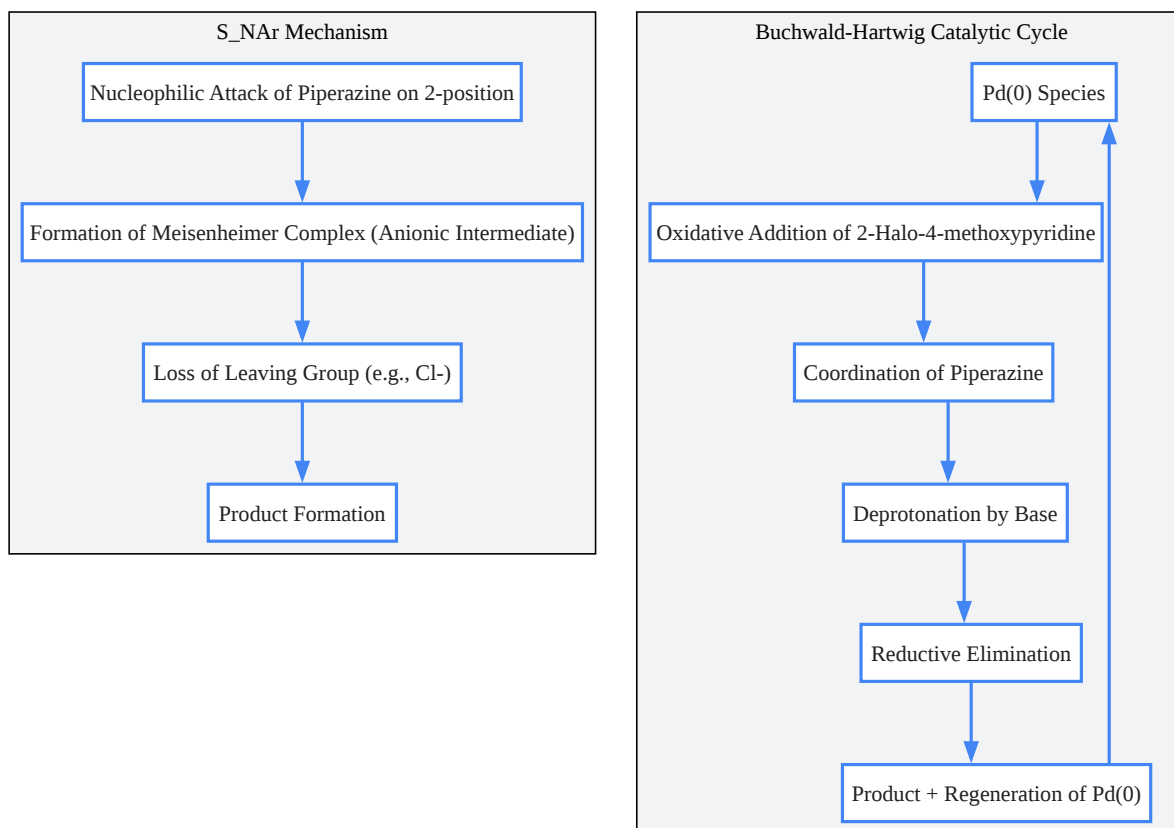 S_NAr Mechanism
Nucleophilic Attack of Piperazine on 2-position
Formation of Meisenheimer Complex (Anionic Intermediate)
Loss of Leaving Group (e.g., Cl-)
Product Formation
Buchwald-Hartwig Catalytic Cycle
Pd(0) Species
Oxidative Addition of 2-Halo-4-methoxypyridine
Coordination of Piperazine
Deprotonation by Base
Reductive Elimination
Product + Regeneration of Pd(0)